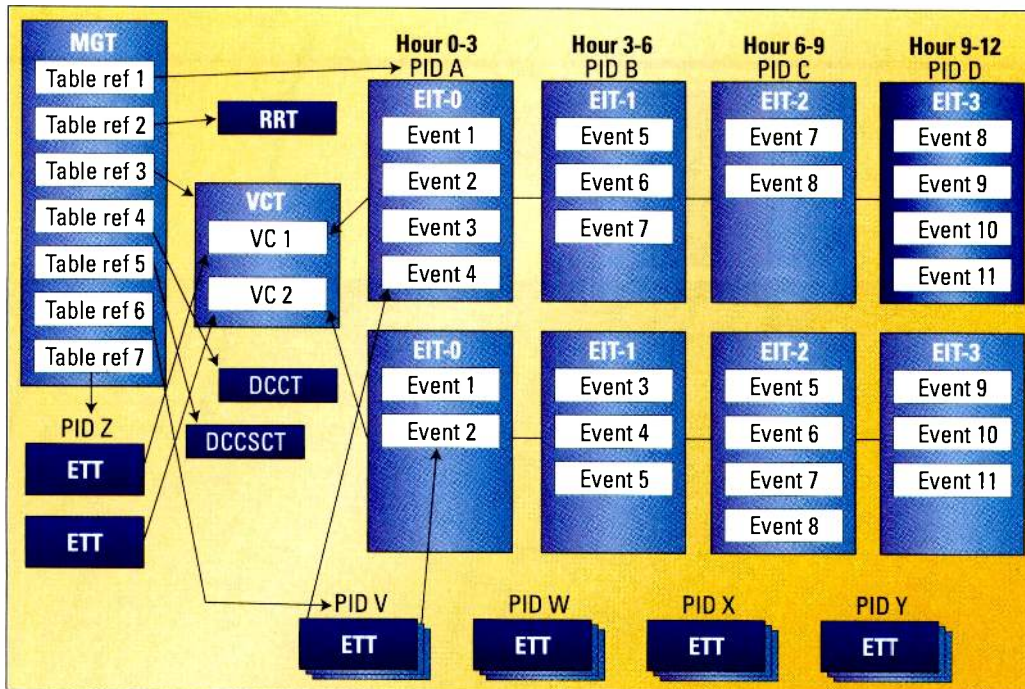 MGT
Table ref 1
Table ref 2
Table ref 3
Table ref 4
Table ref 5
Table ref 6
Table ref 7
PID Z
ETT
ETT
RRT
VCT
VC 1
VC 2
DCCT
DCCSCT
Hour 0-3
PID A
EIT-0
Event 1
Event 2
Event 3
Event 4
Hour 3-6
PID B
EIT-1
Event 5
Event 6
Event 7
Hour 6-9
PID C
EIT-2
Event 7
Event 8
Hour 9-12
PID D
EIT-3
Event 8
Event 9
Event 10
Event 11
EIT-0
Event 1
Event 2
EIT-1
Event 3
Event 4
Event 5
EIT-2
Event 5
Event 6
Event 7
Event 8
EIT-3
Event 9
Event 10
Event 11
PID V
ETT
PID W
ETT
PID X
ETT
PID Y
ETT